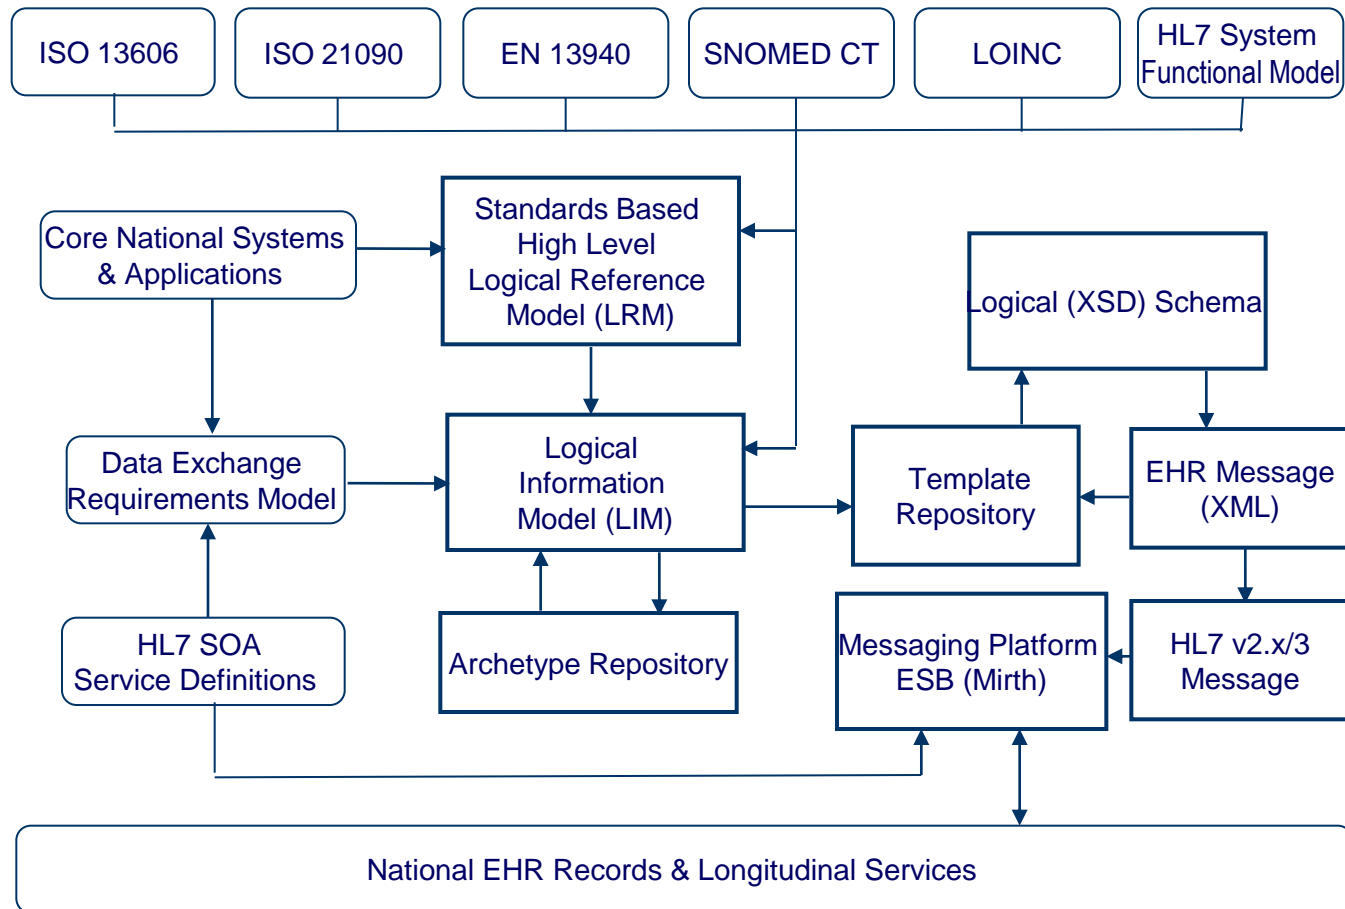 ISO 13606
ISO 21090
EN 13940
SNOMED CT
LOINC
HL7 System
Functional Model
Core National Systems
& Applications
Standards Based
High Level
Logical Reference
Model (LRM)
Logical (XSD) Schema
Data Exchange
Requirements Model
Logical
Information
Model (LIM)
Template
Repository
EHR Message
(XML)
HL7 SOA
Service Definitions
Archetype Repository
Messaging Platform
ESB (Mirth)
HL7 v2.x/3
Message
National EHR Records & Longitudinal Services